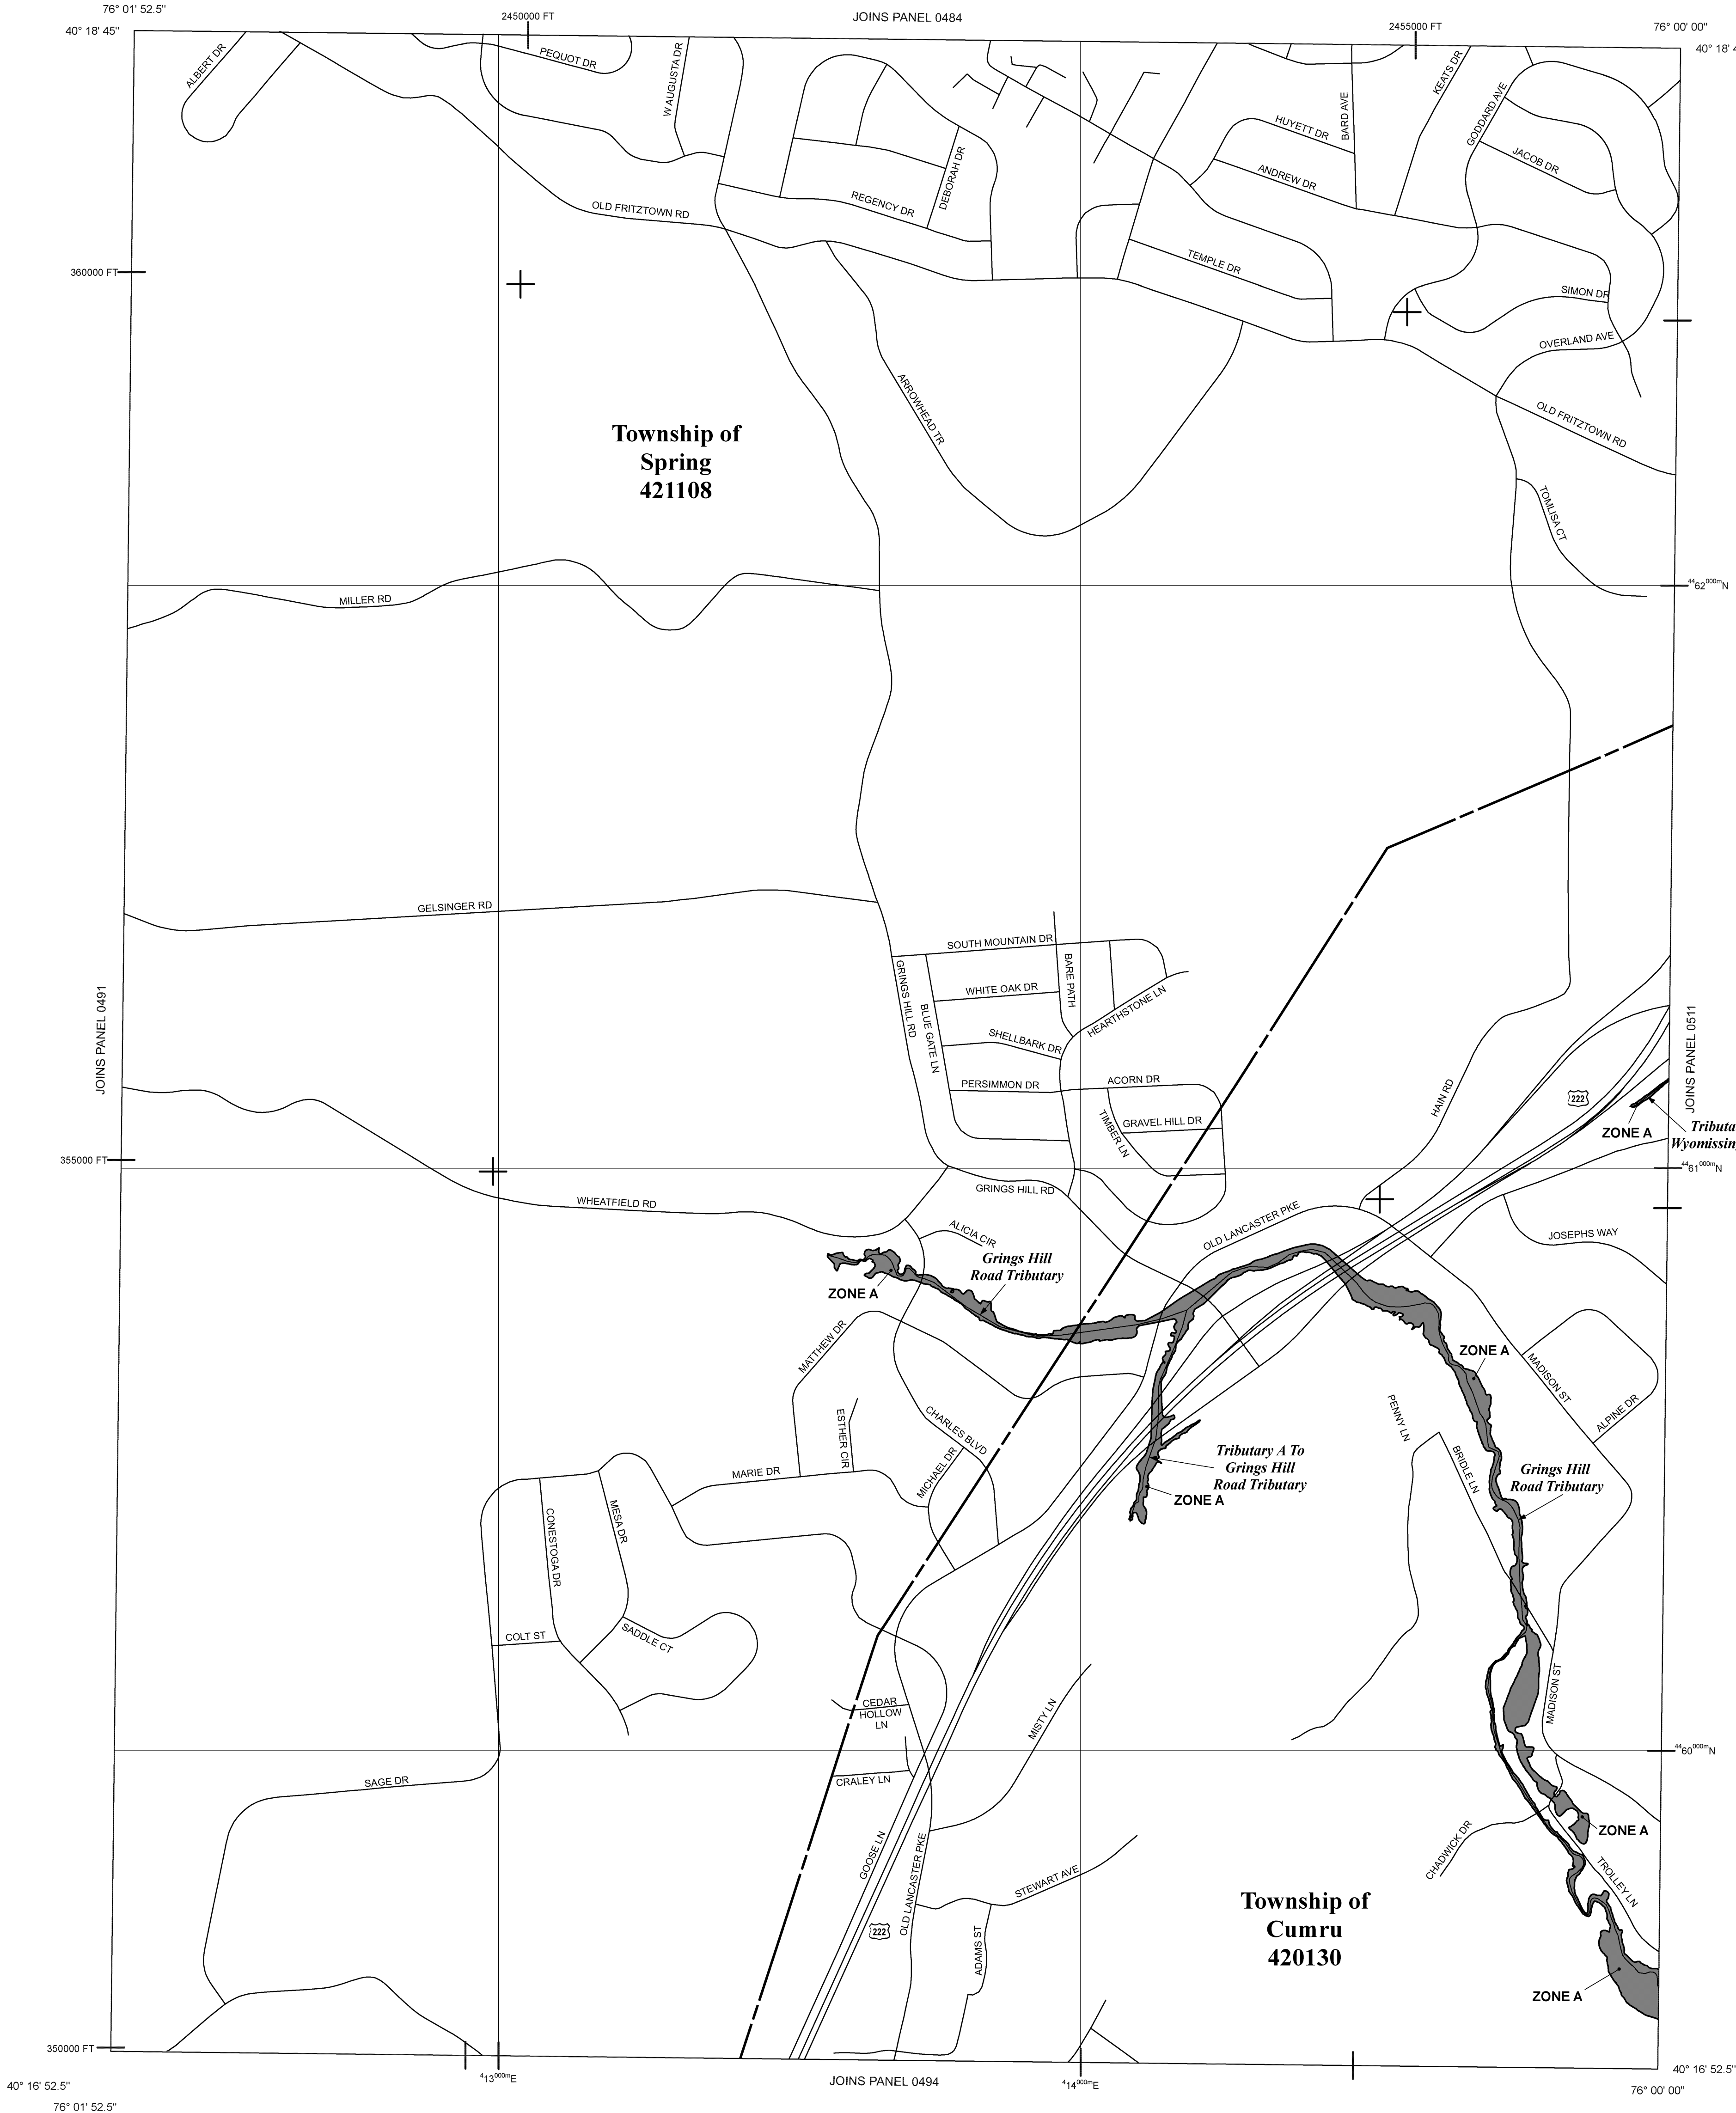 76° 01' 52.5"
40° 18' 45"
2450000 FT
JOINS PANEL 0484
2455000 FT
76° 00' 00"
40° 18'
ALBERT DR
PEQUOT DR
W AUGUSTA DR
DEBORAH DR
REGENCY DR
OLD FRITZTOWN RD
HUYETT DR
BARD AVE
KEATS DR
GODDARD AVE
JACOB DR
ANDREW DR
TEMPLE DR
SIMON DR
OVERLAND AVE
OLD FRITZTOWN RD
360000 FT
ARROWHEAD TR
Township of
Spring
421108
TOMLISA CT
MILLER RD
4462000m N
GELSINGER RD
SOUTH MOUNTAIN DR
GRINGS HILL RD
BLUE GATE LN
WHITE OAK DR
BARE PATH
HEARTHSTONE LN
SHELLBARK DR
PERSIMMON DR
ACORN DR
TIMBER LN
GRAVEL HILL DR
JOINS PANEL 0491
JOINS PANEL 0511
HAIN RD
222
ZONE A
Tributa
Wyomissin
355000 FT
4461000m N
WHEATFIELD RD
GRINGS HILL RD
ALICIA CIR
OLD LANCASTER PKE
JOSEPHS WAY
Grings Hill
Road Tributary
ZONE A
MATTHEW DR
ZONE A
MADISON ST
ALPINE DR
PENNY LN
BRIDLE LN
ESTHER CIR
CHARLES BLVD
MICHAEL DR
MARIE DR
Tributary A To
Grings Hill
Road Tributary
ZONE A
Grings Hill
Road Tributary
CONESTOGA DR
MESA DR
COLT ST
SADDLE CT
CEDAR
HOLLOW
LN
MISTY LN
MADISON ST
4460000m N
SAGE DR
CRALEY LN
GOOSE LN
OLD LANCASTER PKE
STEWART AVE
ADAMS ST
222
CHADWICK DR
ZONE A
TROLLEY LN
Township of
Cumru
420130
ZONE A
350000 FT
40° 16' 52.5"
76° 01' 52.5"
413000m E
JOINS PANEL 0494
414000m E
40° 16' 52.5"
76° 00' 00"